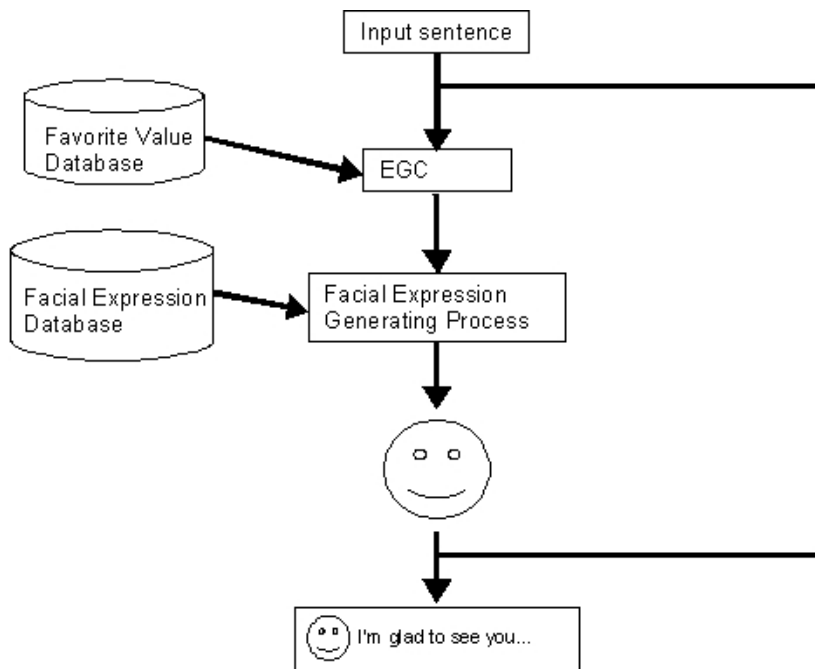 Input sentence
Favorite Value
Database
EGC
Facial Expression
Database
Facial Expression
Generating Process
I'm glad to see you...